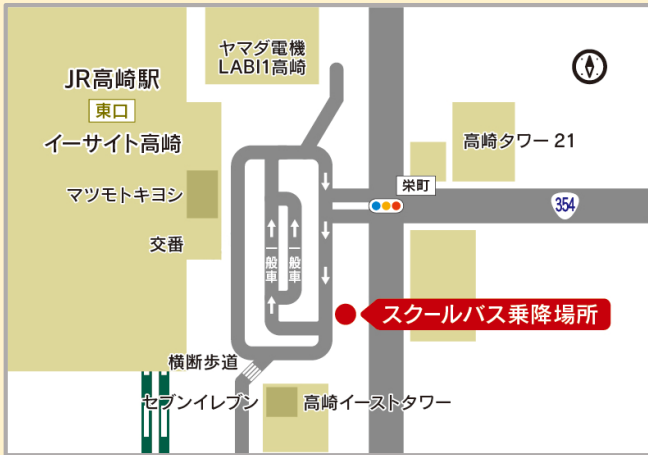 ヤマダ電機
LABI1高崎
JR高崎駅
東口
イーサイト高崎
高崎タワー21
マツモトキヨシ
栄町
354
交番
一般車
一般車
スクールバス乗降場所
横断歩道
セブンイレブン
高崎イーストタワー